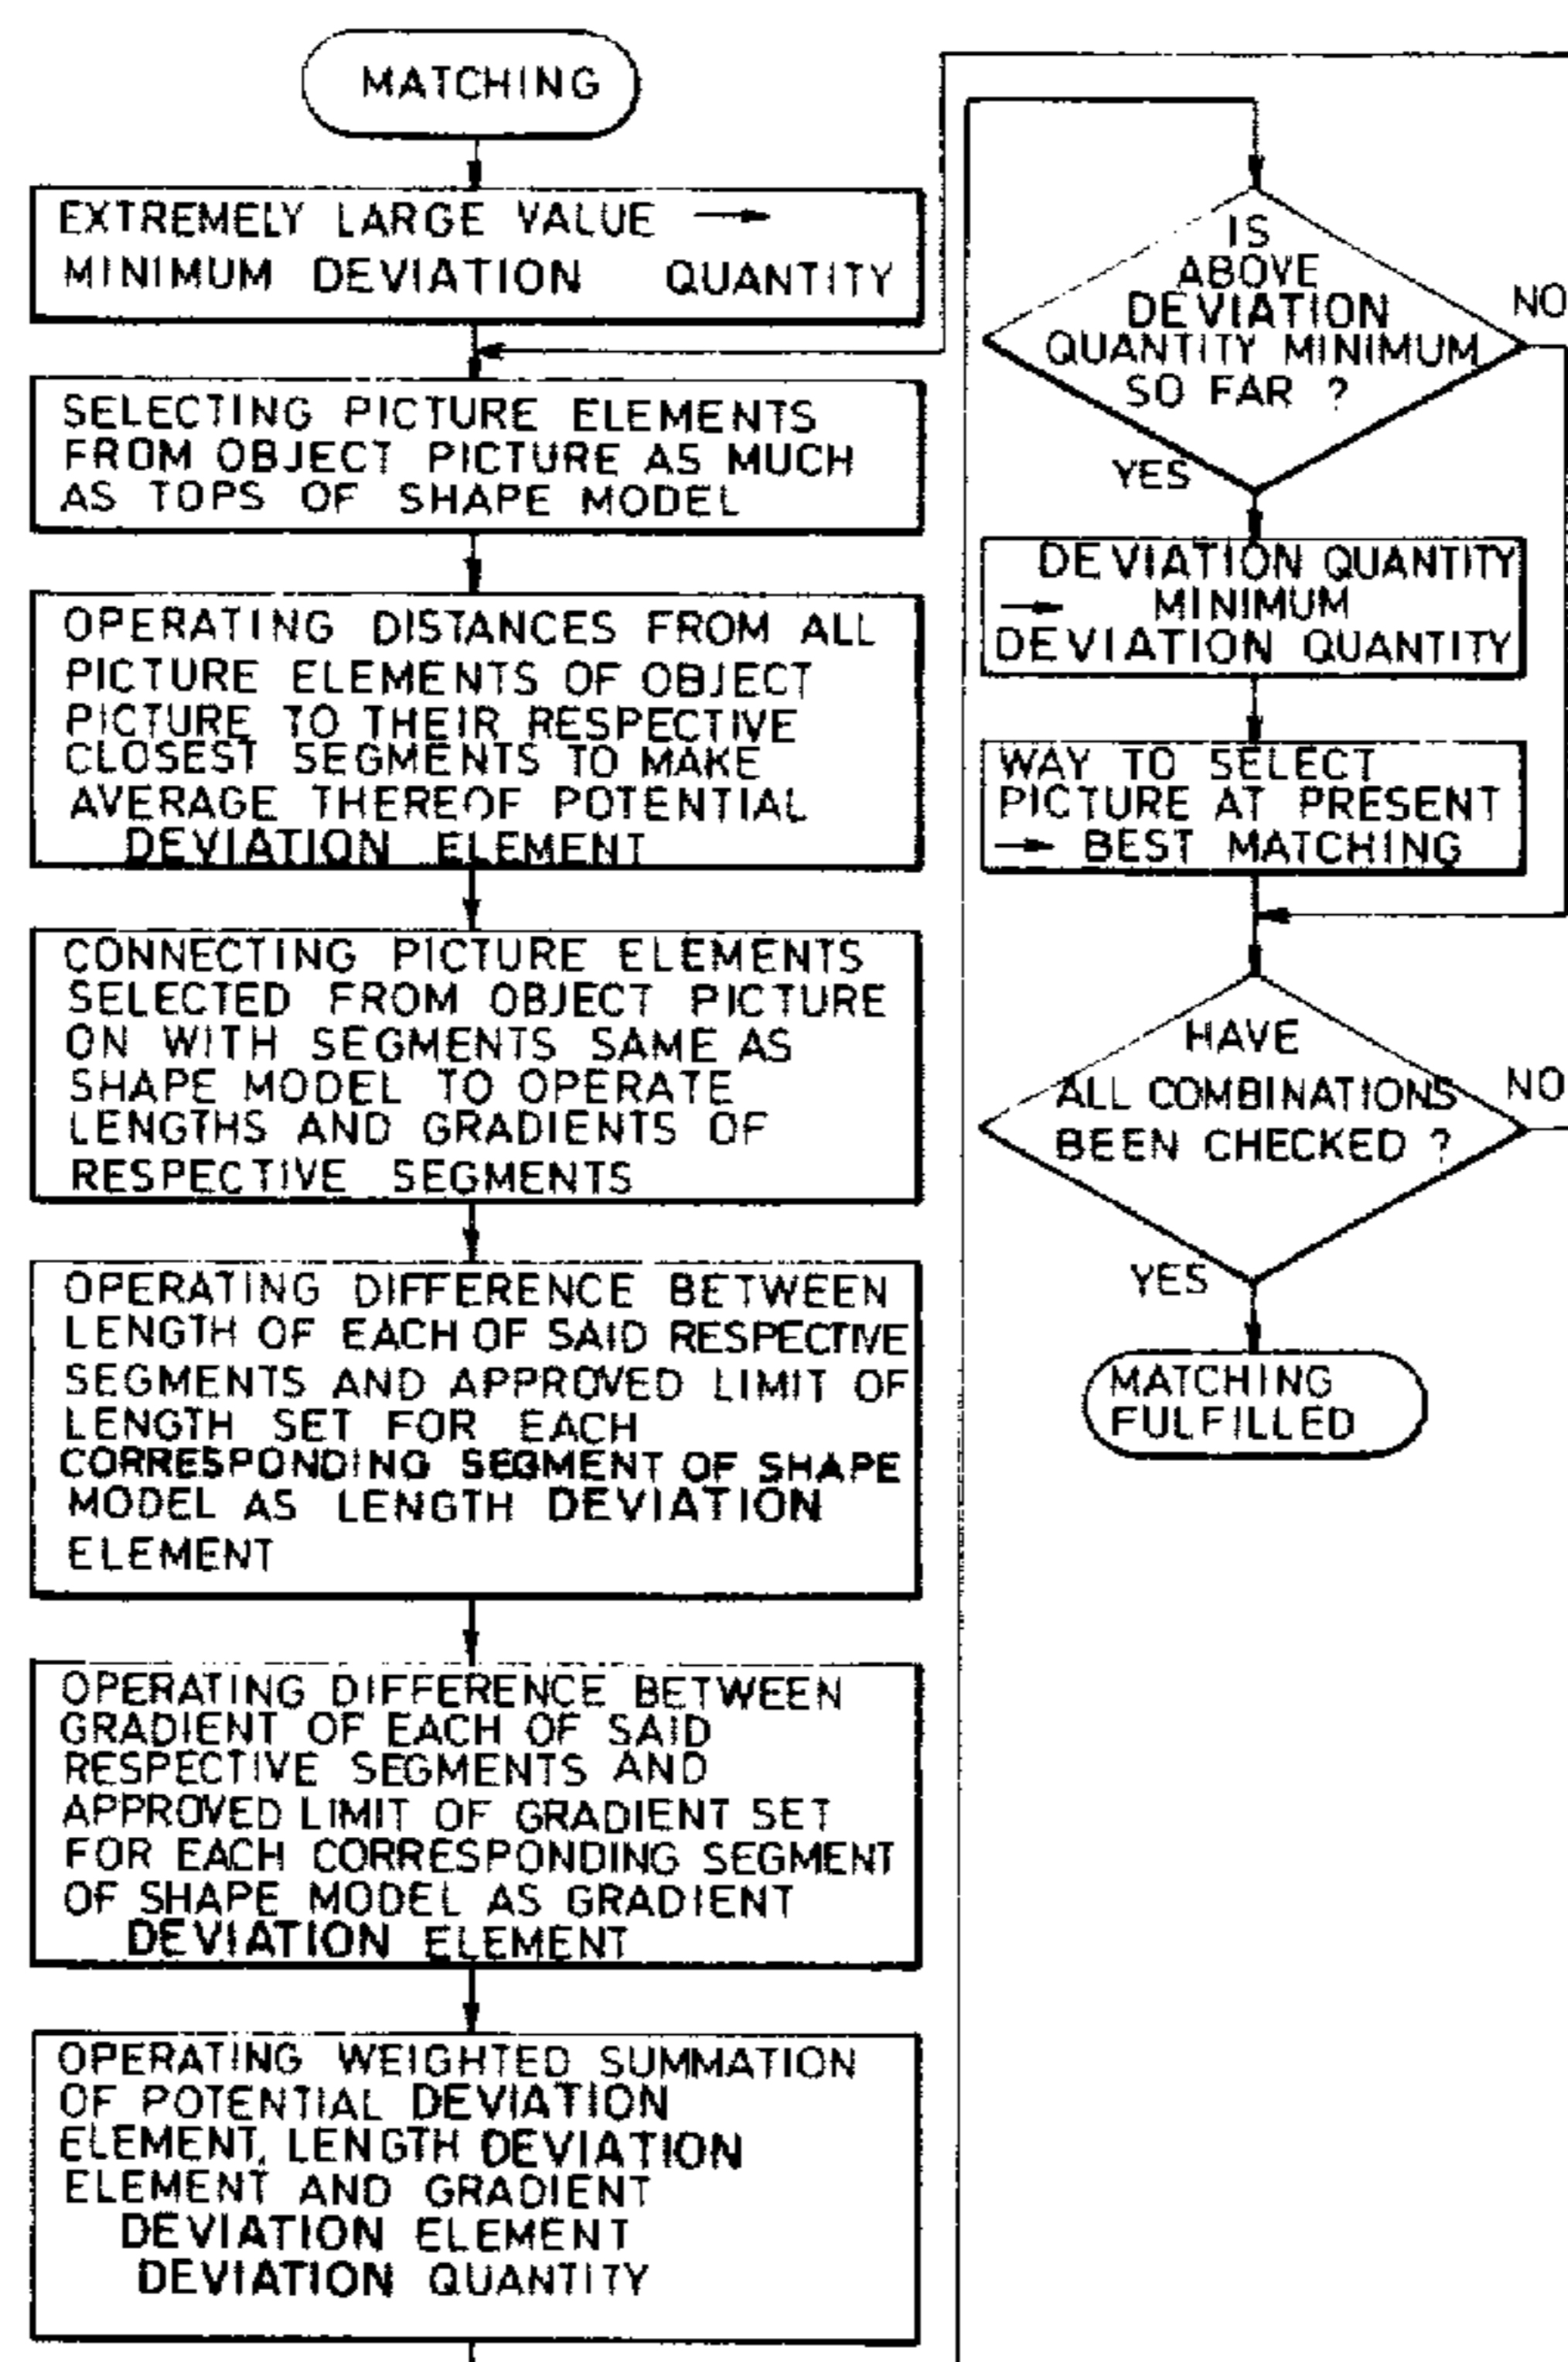 MATCHING
EXTREMELY LARGE VALUE →
MINIMUM DEVIATION QUANTITY
SELECTING PICTURE ELEMENTS
FROM OBJECT PICTURE AS MUCH
AS TOPS OF SHAPE MODEL
OPERATING DISTANCES FROM ALL
PICTURE ELEMENTS OF OBJECT
PICTURE TO THEIR RESPECTIVE
CLOSEST SEGMENTS TO MAKE
AVERAGE THEREOF POTENTIAL
DEVIATION ELEMENT
CONNECTING PICTURE ELEMENTS
SELECTED FROM OBJECT PICTURE
ON WITH SEGMENTS SAME AS
SHAPE MODEL TO OPERATE
LENGTHS AND GRADIENTS OF
RESPECTIVE SEGMENTS
OPERATING DIFFERENCE BETWEEN
LENGTH OF EACH OF SAID RESPECTIVE
SEGMENTS AND APPROVED LIMIT OF
LENGTH SET FOR EACH
CORRESPONDING SEGMENT OF SHAPE
MODEL AS LENGTH DEVIATION
ELEMENT
OPERATING DIFFERENCE BETWEEN
GRADIENT OF EACH OF SAID
RESPECTIVE SEGMENTS AND
APPROVED LIMIT OF GRADIENT SET
FOR EACH CORRESPONDING SEGMENT
OF SHAPE MODEL AS GRADIENT
DEVIATION ELEMENT
OPERATING WEIGHTED SUMMATION
OF POTENTIAL DEVIATION
ELEMENT, LENGTH DEVIATION
ELEMENT AND GRADIENT
DEVIATION ELEMENT
DEVIATION QUANTITY
IS
ABOVE
DEVIATION
QUANTITY MINIMUM
SO FAR ?
NO
YES
DEVIATION QUANTITY
→ MINIMUM
DEVIATION QUANTITY
WAY TO SELECT
PICTURE AT PRESENT
→ BEST MATCHING
HAVE
ALL COMBINATIONS
BEEN CHECKED ?
NO
YES
MATCHING
FULFILLED